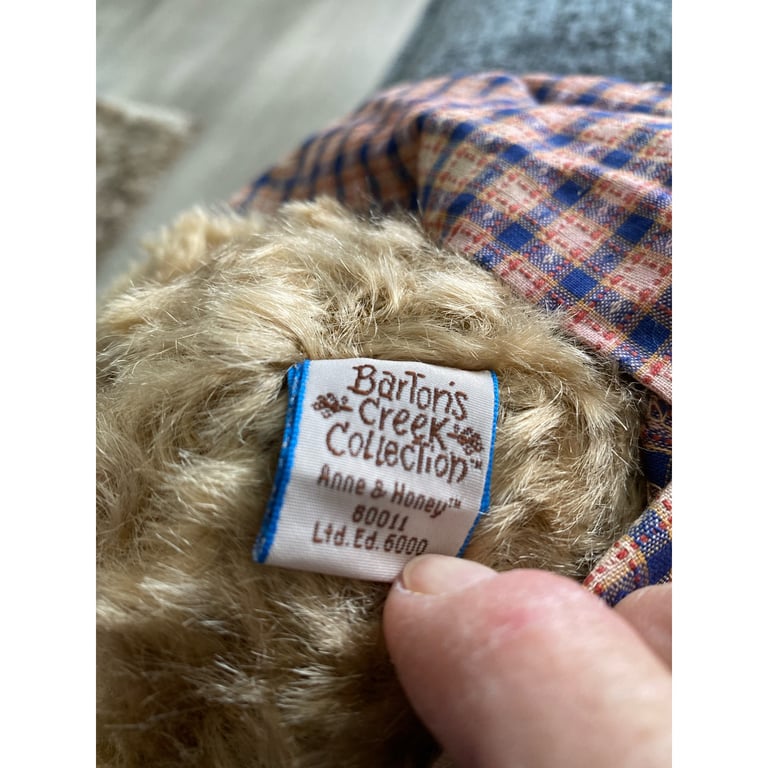 Barton's
Creek
Collection™
Anne & Honey™
80011
Ltd. Ed. 6000